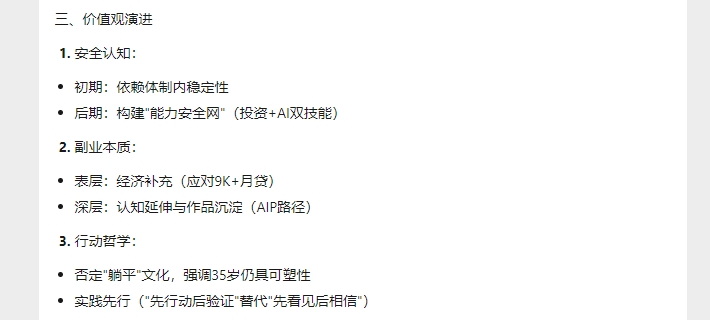 三、价值观演进
1. 安全认知：
初期：依赖体制内稳定性
后期：构建"能力安全网"（投资+AI双技能）
2. 副业本质：
表层：经济补充（应对9K+月贷）
深层：认知延伸与作品沉淀（AIP路径）
3. 行动哲学：
否定"躺平"文化，强调35岁仍具可塑性
实践先行（"先行动后验证"替代"先看见后相信"）